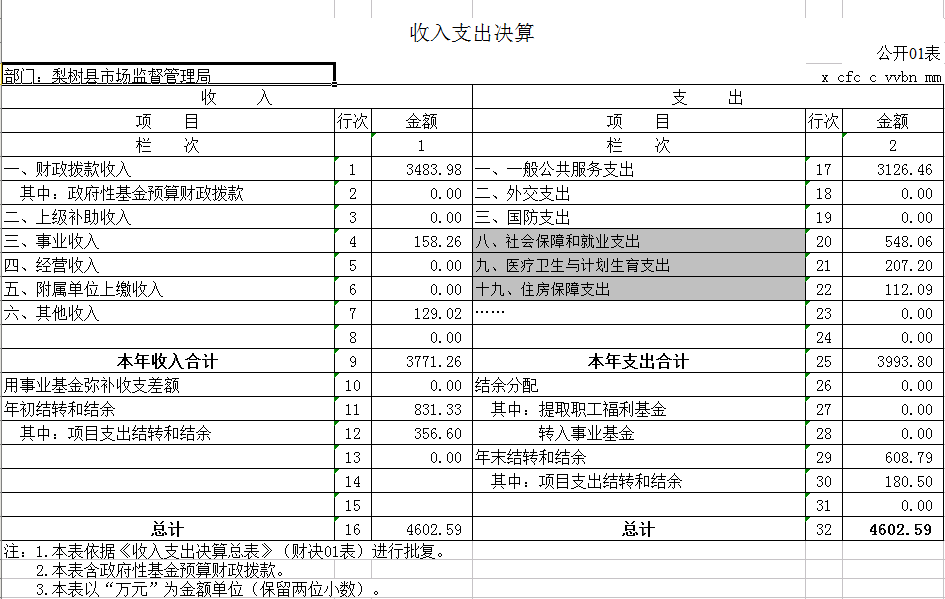 收入支出决算
公开01表
部门：梨树县市场监督管理局
x cfc c vvbn mm
收 入 支 出
项 目 行次 金额 项 目 行次 金额
栏 次 1 栏 次 2
一、财政拨款收入 1 3483.98 一、一般公共服务支出 17 3126.46
其中：政府性基金预算财政拨款 2 0.00 二、外交支出 18 0.00
二、上级补助收入 3 0.00 三、国防支出 19 0.00
三、事业收入 4 158.26 八、社会保障和就业支出 20 548.06
四、经营收入 5 0.00 九、医疗卫生与计划生育支出 21 207.20
五、附属单位上缴收入 6 0.00 十九、住房保障支出 22 112.09
六、其他收入 7 129.02 …… 23 0.00
8 0.00 24 0.00
本年收入合计 9 3771.26 本年支出合计 25 3993.80
用事业基金弥补收支差额 10 0.00 结余分配 26 0.00
年初结转和结余 11 831.33 其中：提取职工福利基金 27 0.00
其中：项目支出结转和结余 12 356.60 转入事业基金 28 0.00
13 0.00 年末结转和结余 29 608.79
14 其中：项目支出结转和结余 30 180.50
15 31 0.00
总计 16 4602.59 总计 32 4602.59
注：1.本表依据《收入支出决算总表》（财决01表）进行批复。
2.本表含政府性基金预算财政拨款。
3.本表以“万元”为金额单位（保留两位小数）。